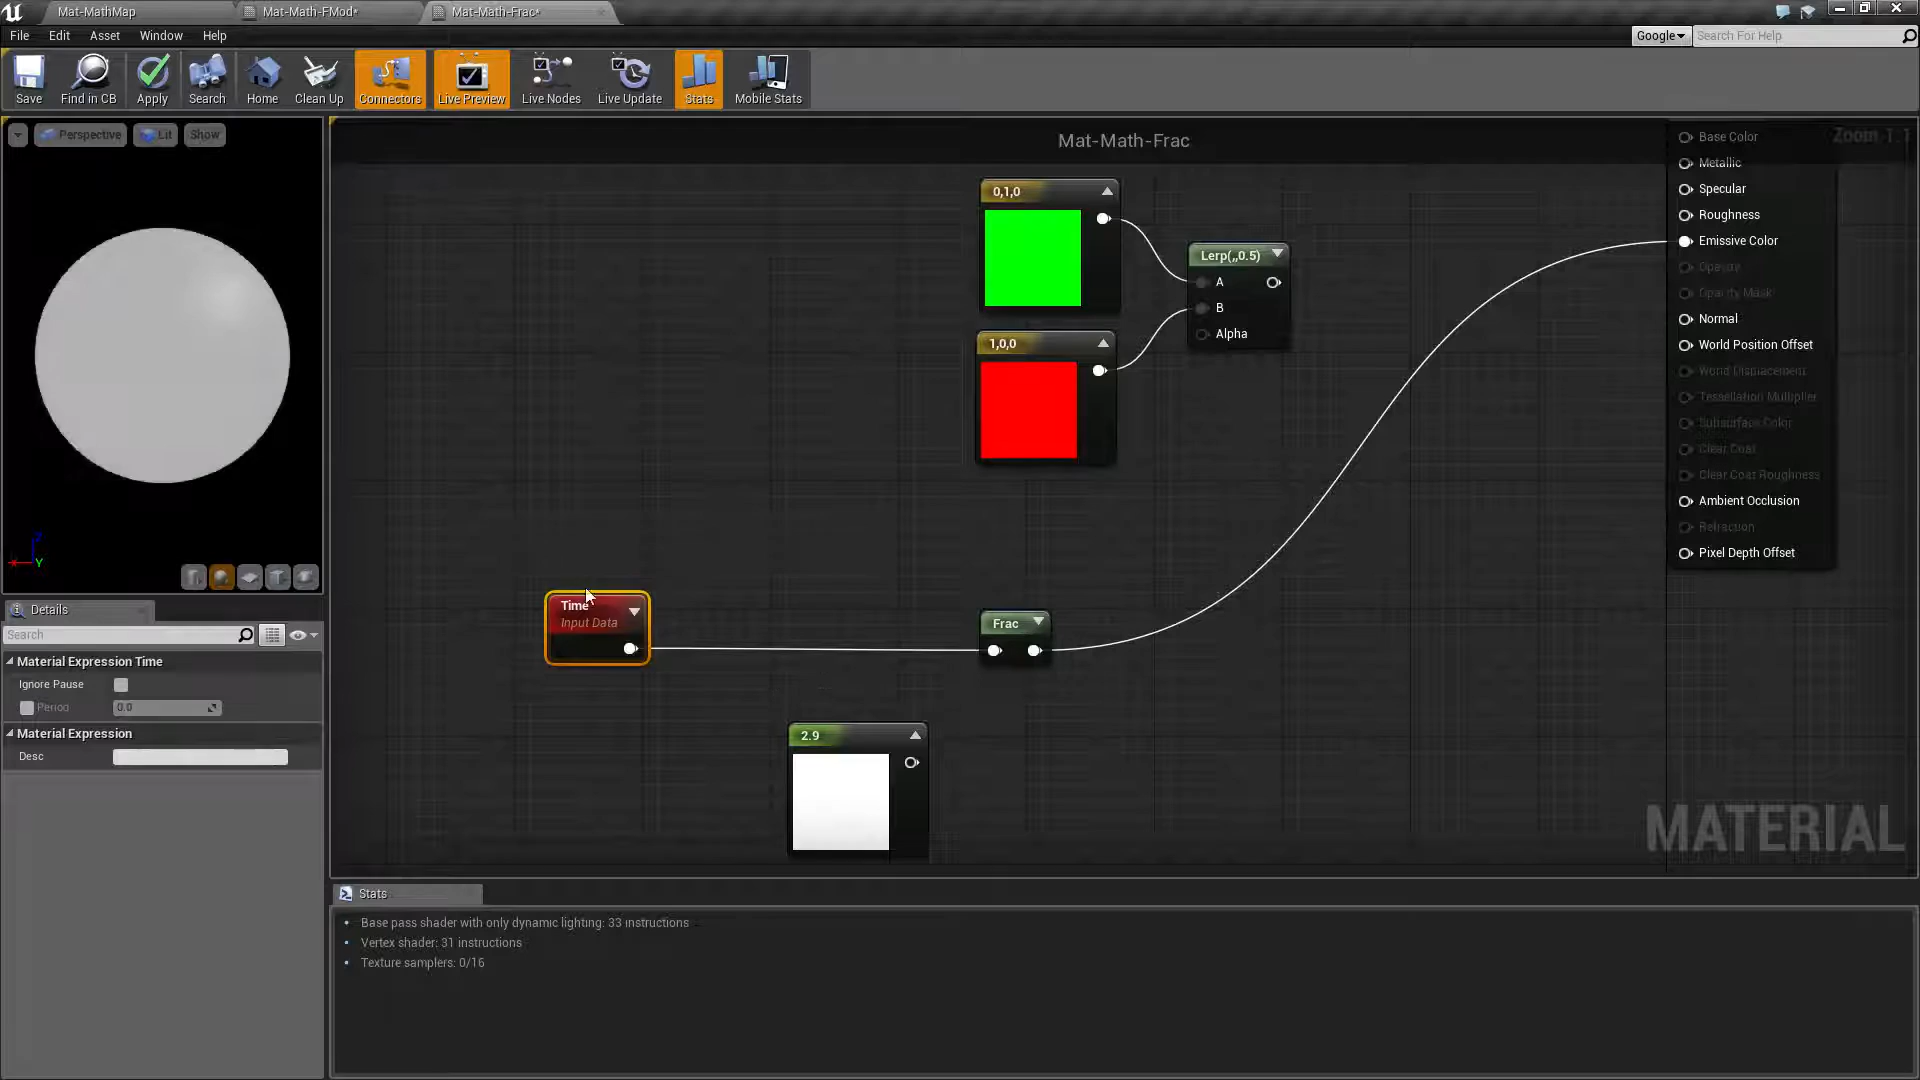 Mat-MathMap
Mat-Math-FMod*
Mat-Math-Frac*
File Edit Asset Window Help
Google
Search For Help
Save
Find in CB
Apply
Search
Home
Clean Up
Connectors
Live Preview
Live Nodes
Live Update
Stats
Mobile Stats
Perspective
Lit
Show
Mat-Math-Frac
Zoom 1:1
0,1,0
1,0,0
Lerp(,,0.5)
A
B
Alpha
Base Color
Metallic
Specular
Roughness
Emissive Color
Opacity
Opacity Mask
Normal
World Position Offset
World Displacement
Tessellation Multiplier
Subsurface Color
Clear Coat
Clear Coat Roughness
Ambient Occlusion
Refraction
Pixel Depth Offset
Time
Input Data
Frac
2.9
MATERIAL
Z
X
Y
Details
Search
Material Expression Time
Ignore Pause
Period 0.0
Material Expression
Desc
Stats
Base pass shader with only dynamic lighting: 33 instructions
Vertex shader: 31 instructions
Texture samplers: 0/16